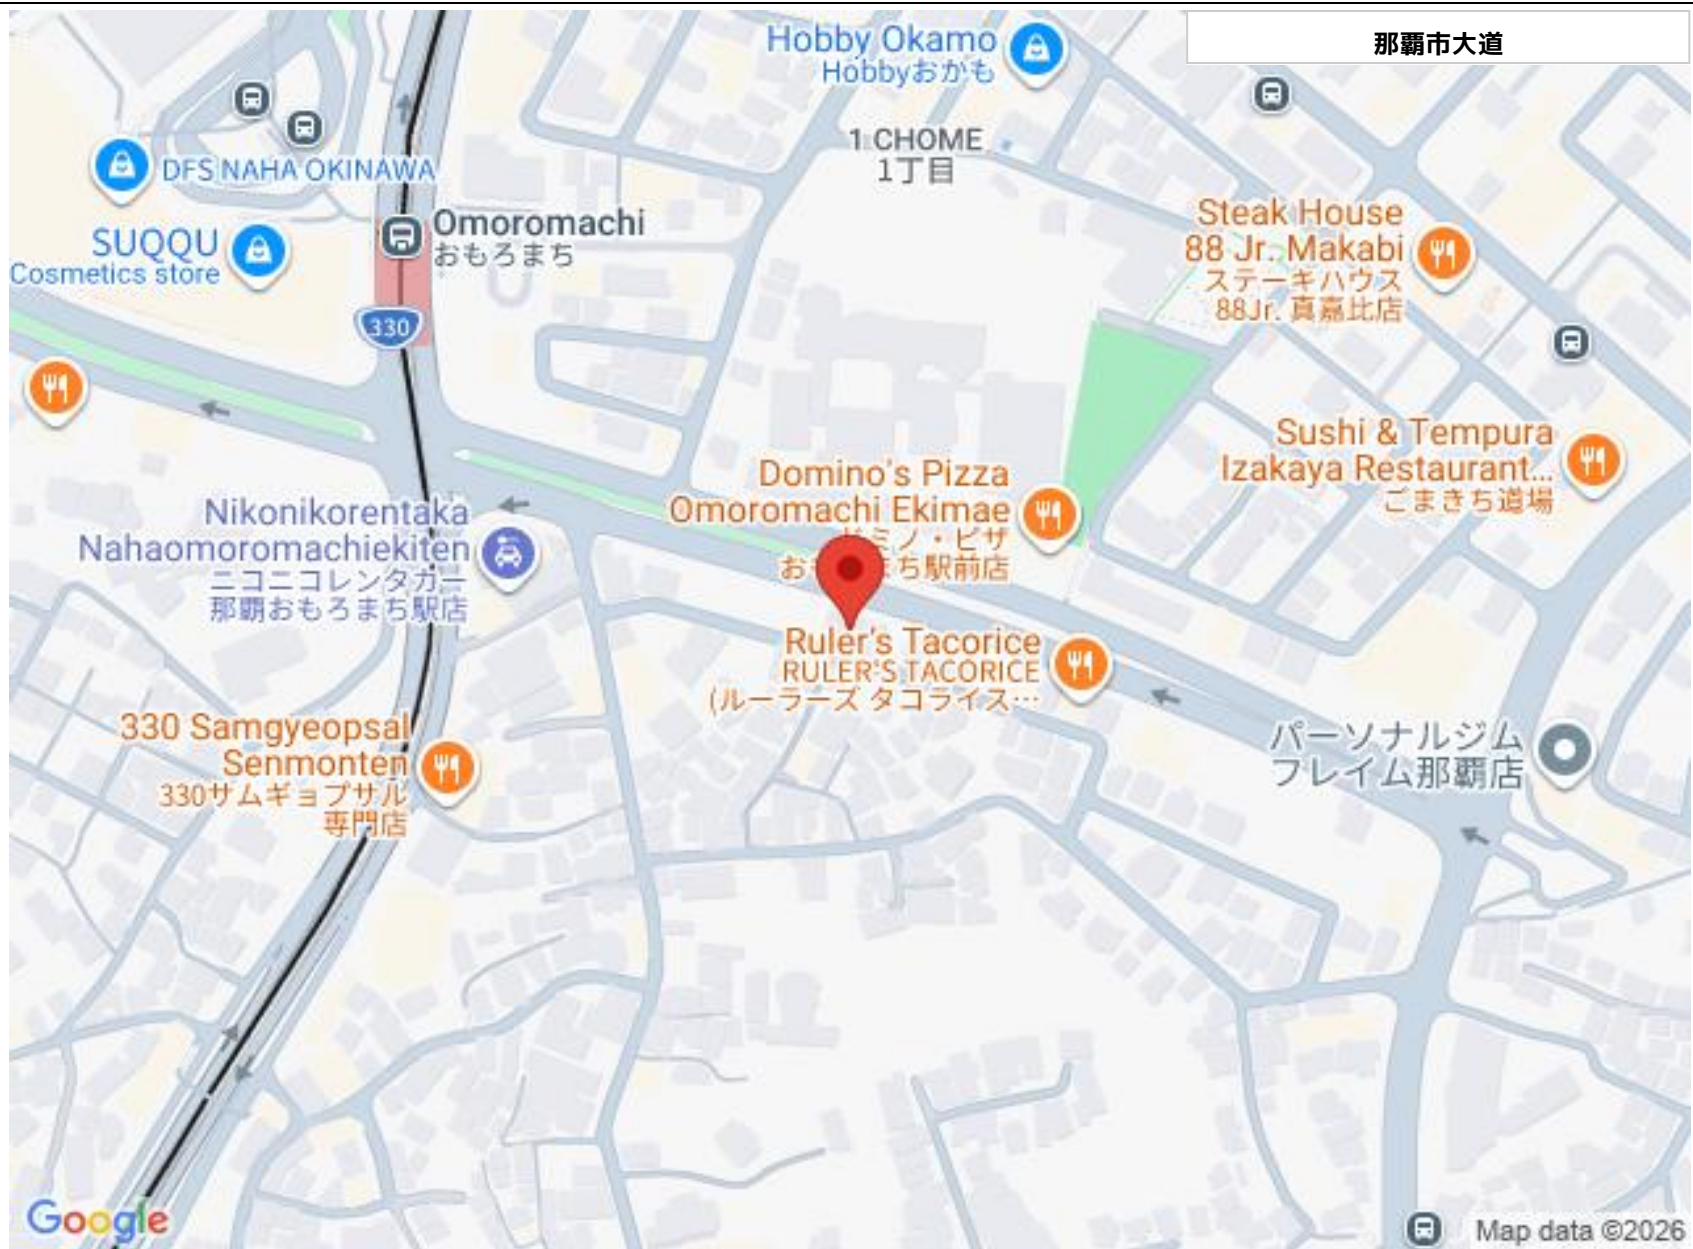 那覇市大道
Hobby Okamo
Hobbyおかも
1 CHOME
1丁目
DFS NAHA OKINAWA
Omoromachi
おもろまち
SUQQU
Cosmetics store
330
Steak House
88 Jr. Makabi
ステーキハウス
88Jr. 真嘉比店
Sushi & Tempura
Izakaya Restaurant...
ごまきち道場
Domino's Pizza
Omoromachi Ekimae
ミノ・ピザ
お
ち駅前店
Nikonikorentaka
Nahaomoromachiekiten
ニコニコレンタカー
那覇おもろまち駅店
Ruler's Tacorice
RULER'S TACORICE
(ルーラーズ タコライス…
330 Samgyeopsal
Senmonten
330サムギョプサル
専門店
パーソナルジム
フレイム那覇店
Google
Map data ©2026